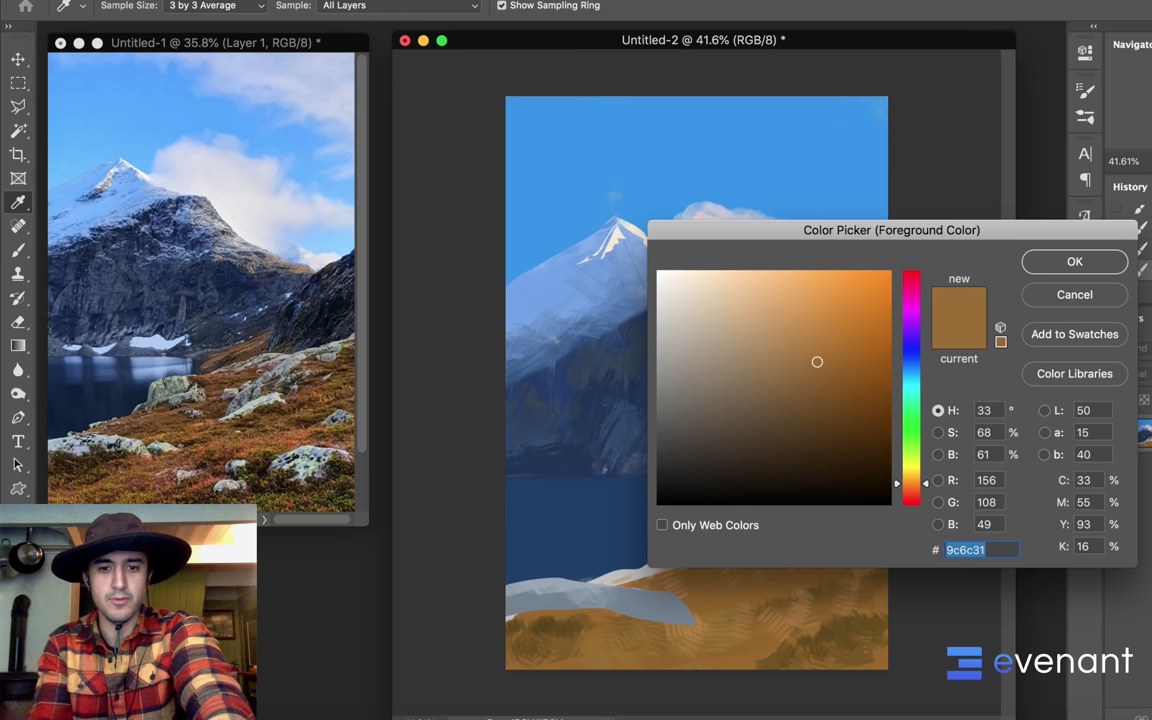 Sample Size: 3 by 3 Average Sample: All Layers Show Sampling Ring
Untitled-1 @ 35.8% (Layer 1, RGB/8) *
Untitled-2 @ 41.6% (RGB/8) *
Navigato
41.61%
History
Color Picker (Foreground Color)
new
current
OK
Cancel
Add to Swatches
Color Libraries
H: 33 °
S: 68 %
B: 61 %
R: 156
G: 108
B: 49
# 9c6c31
L: 50
a: 15
b: 40
C: 33 %
M: 55 %
Y: 93 %
K: 16 %
Only Web Colors
evenant